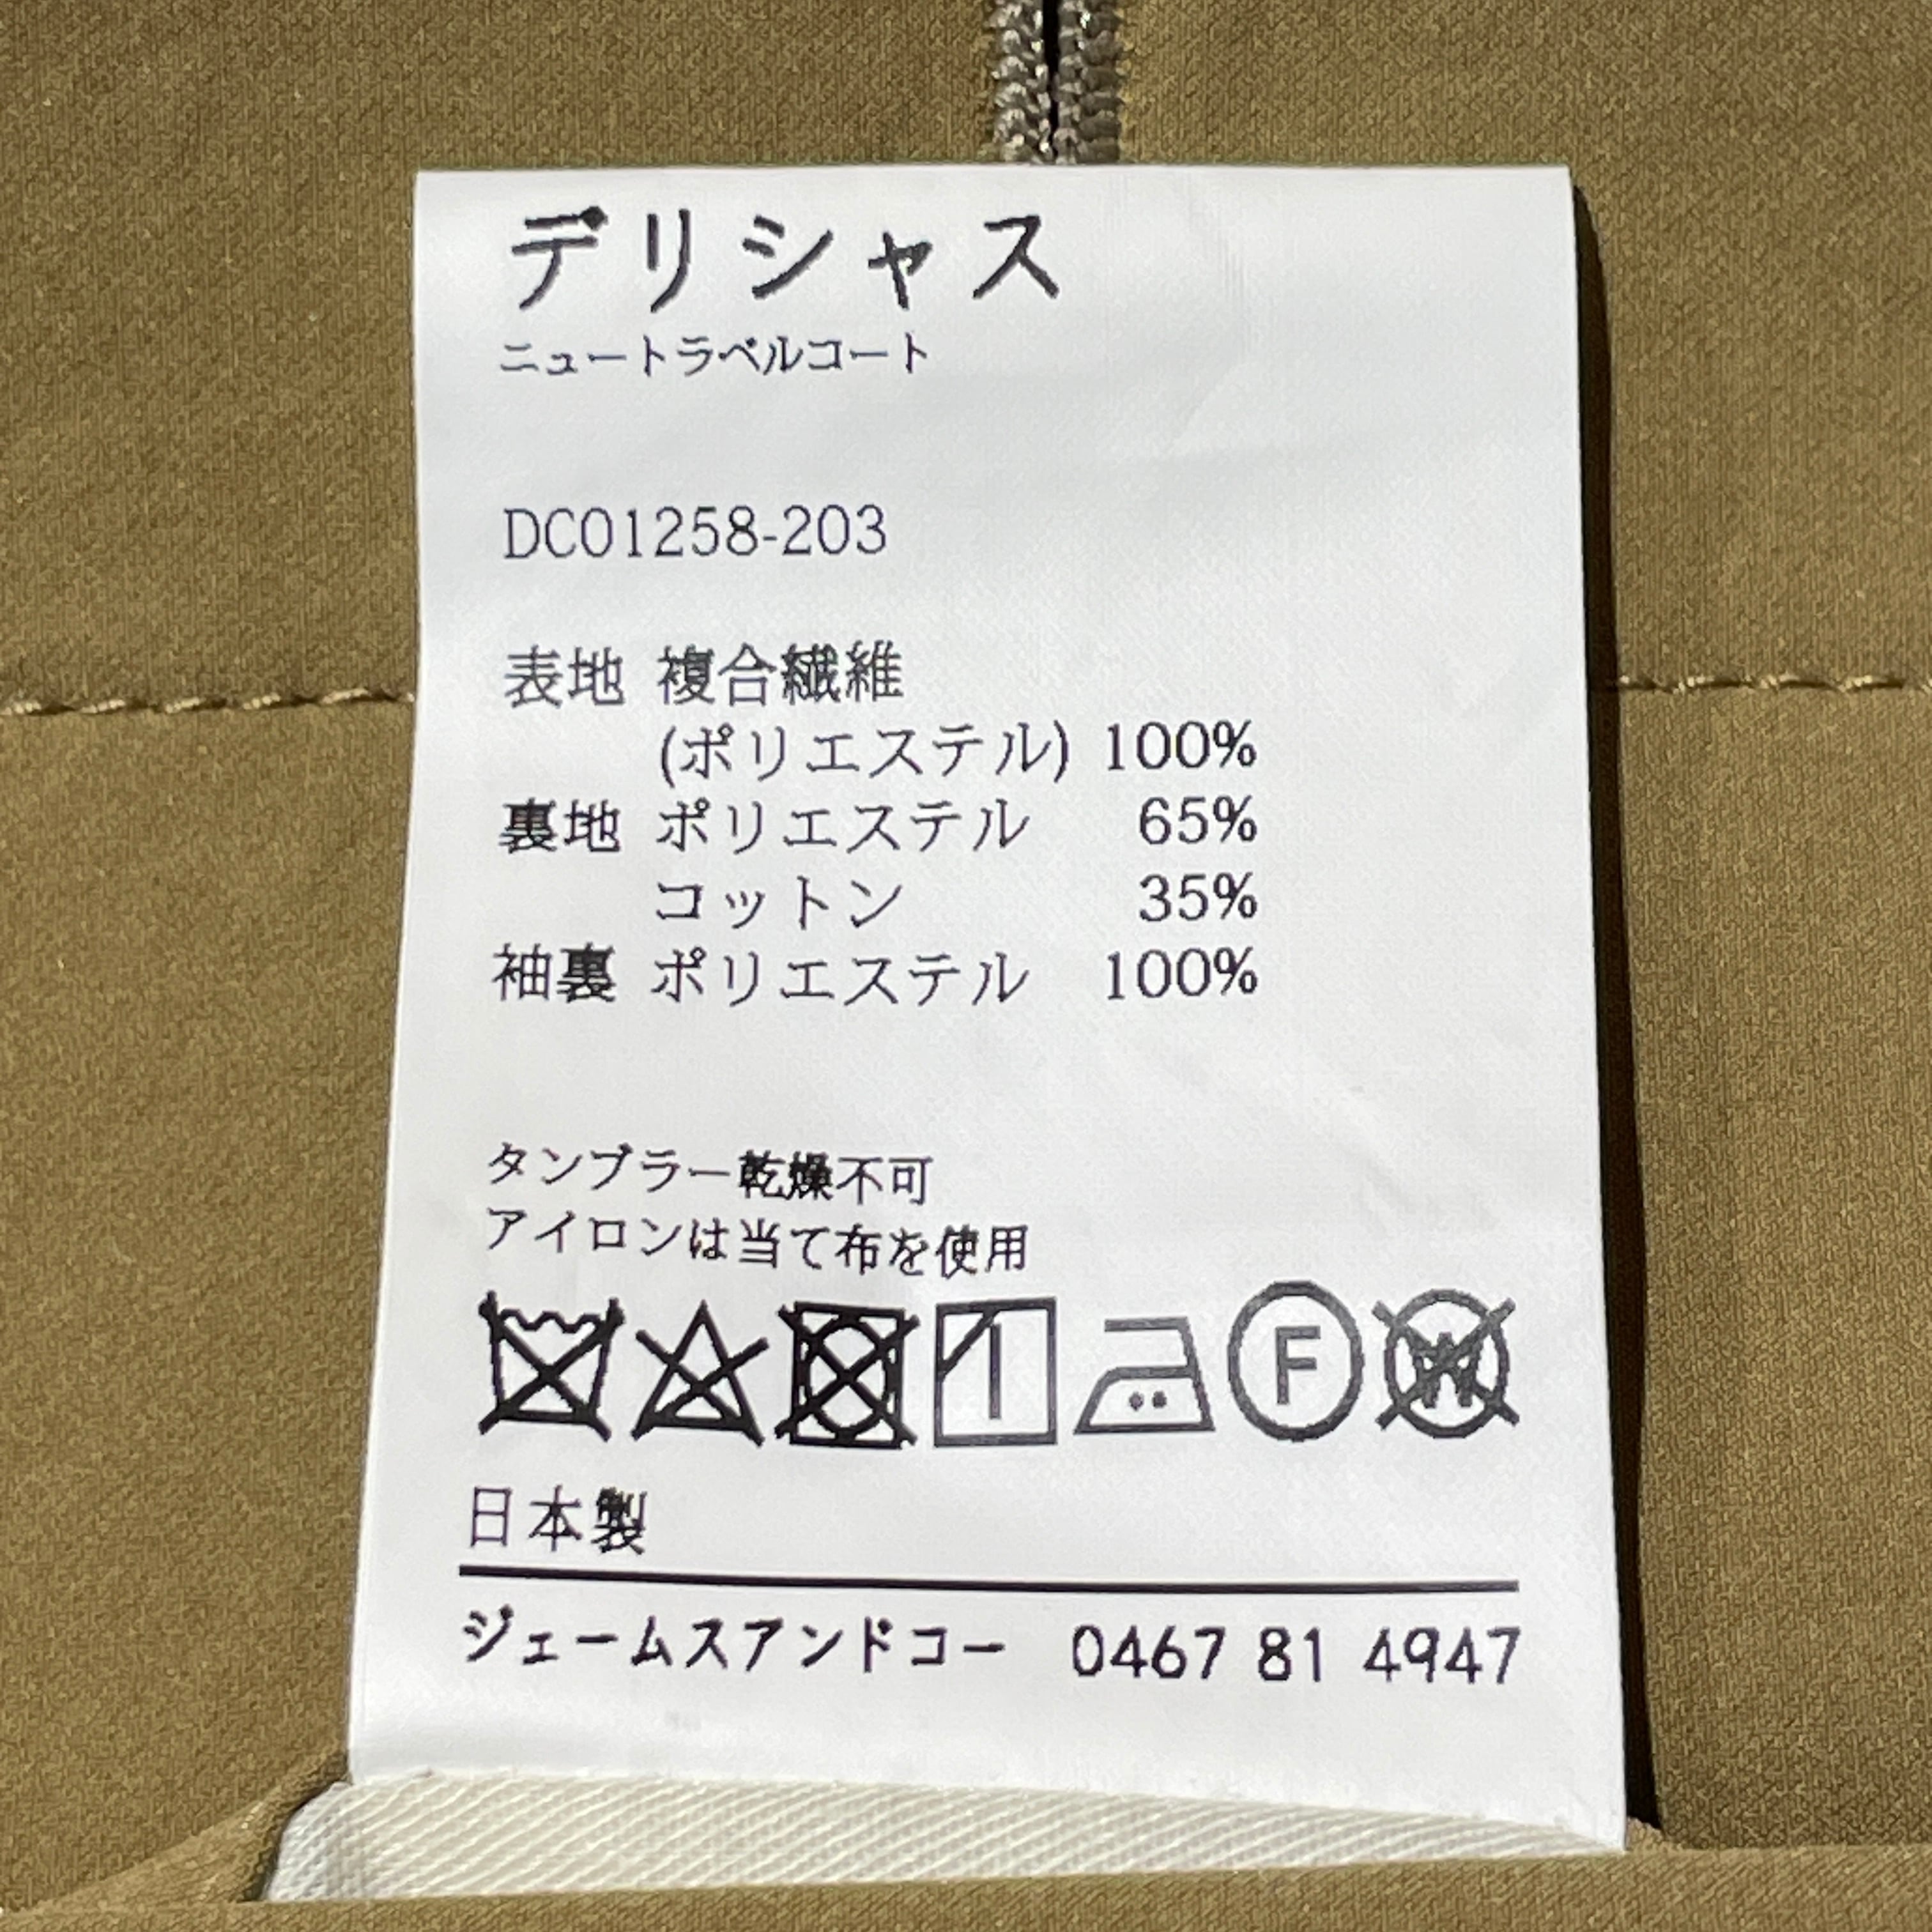 デリシャス
ニュートラベルコート
DC01258-203
表地 複合繊維
(ポリエステル) 100%
裏地 ポリエステル 65%
コットン 35%
袖裏 ポリエステル 100%
タンブラー乾燥不可
アイロンは当て布を使用
F W
日本製
ジェームスアンドコー 0467 81 4947